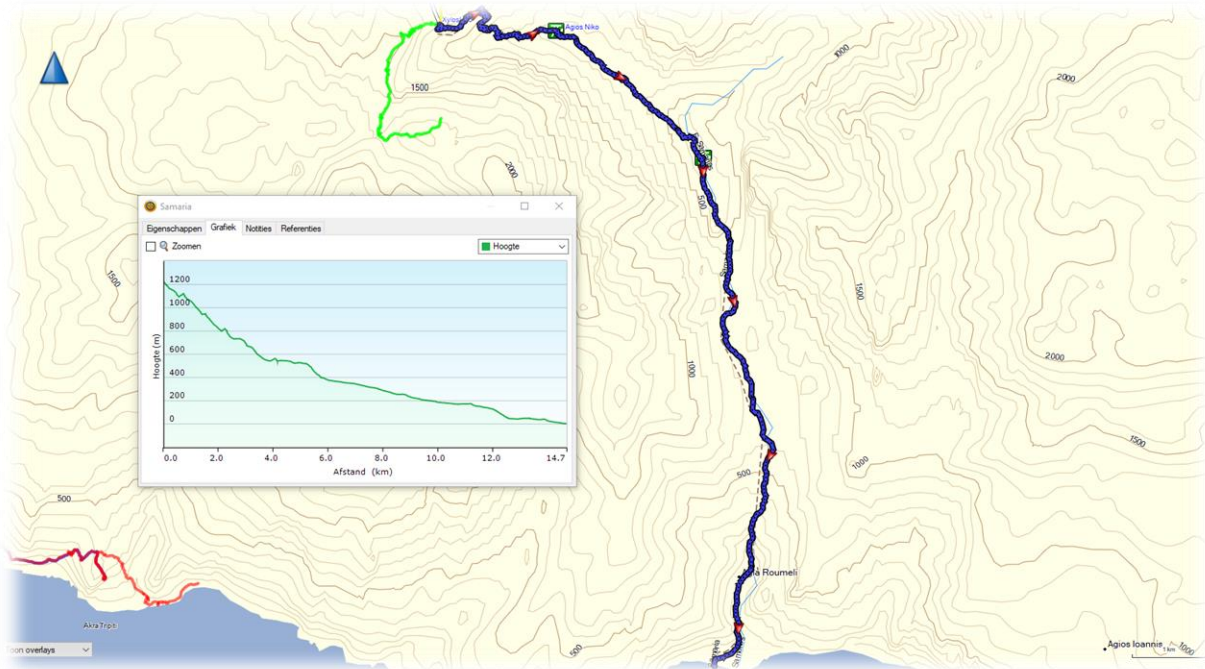 Agios Niko
1000
2000
1500
2000
500
1500
1500
1000
2000
Samaria
Eigenschappen Grafiek Notities Referenties
Zoomen
Hoogte
1200
1000
800
600
400
200
0
Hoogte (m)
0.0 2.0 4.0 6.0 8.0 10.0 12.0 14.7
Afstand (km)
1500
1000
500
500
Roumeli
Akra Tripiti
500
Agios Ioannis
1 km
1000
overlays